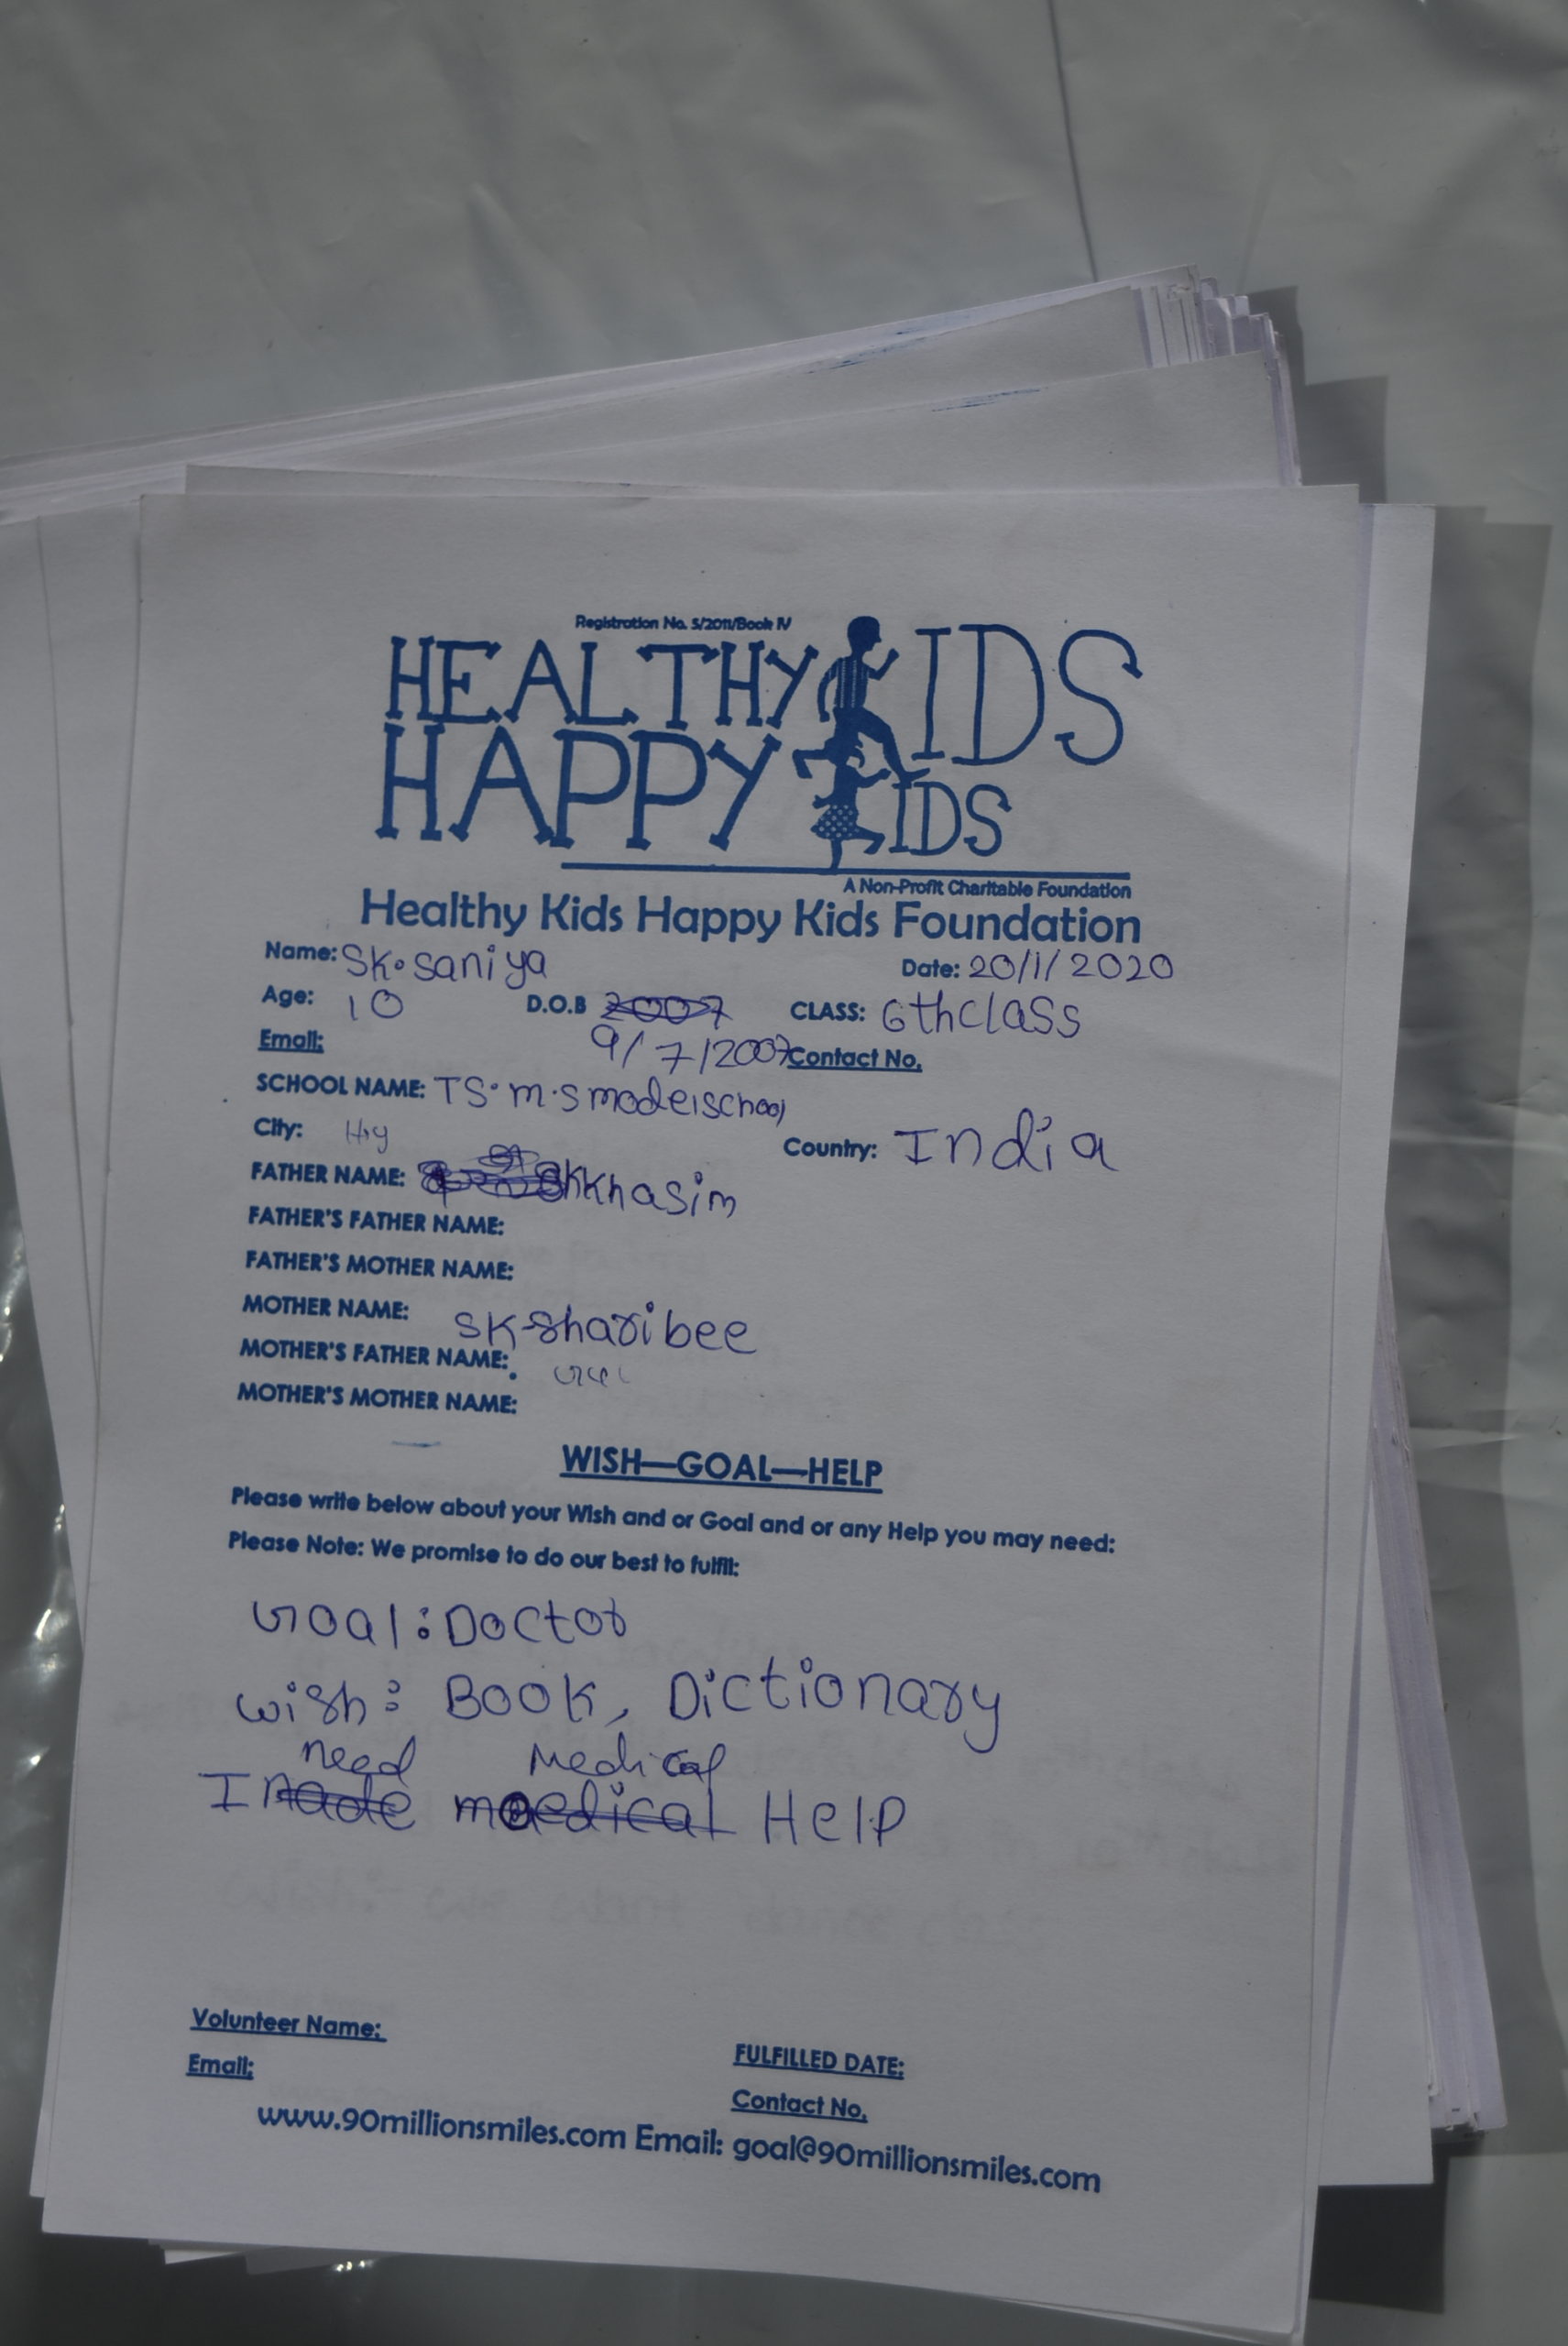 Registration No. 5/2011/Book IV
HEALTHY KIDS
HAPPY KIDS
A Non-Profit Charitable Foundation
Healthy Kids Happy Kids Foundation
Name: SK. saniya Date: 20/1/2020
Age: 10 D.O.B 2007 CLASS: 6thclass
Email: 9/7/2007 Contact No.
SCHOOL NAME: TS. m.s modelschool
City: Hy Country: India
FATHER NAME: SkKhasim
FATHER'S FATHER NAME:
FATHER'S MOTHER NAME:
MOTHER NAME: SK Sharibee
MOTHER'S FATHER NAME:
MOTHER'S MOTHER NAME:
WISH—GOAL—HELP
Please write below about your Wish and or Goal and or any Help you may need:
Please Note: We promise to do our best to fulfil:
Goal: Doctor
wish: Book, Dictionary
need Medical
I nade maedical Help
Volunteer Name:
FULFILLED DATE:
Email:
Contact No.
www.90millionsmiles.com Email: goal@90millionsmiles.com